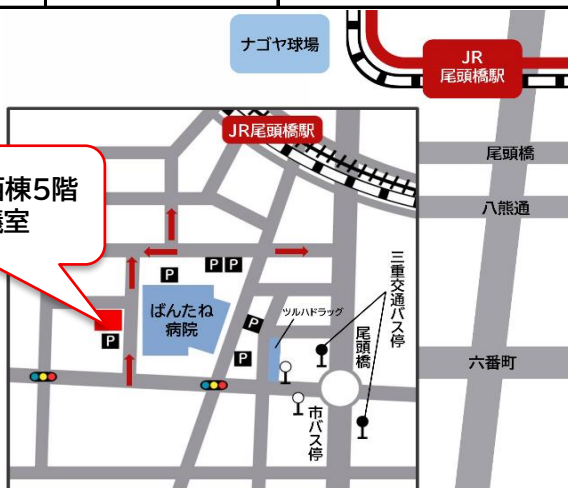 ナゴヤ球場
JR
尾頭橋駅
JR尾頭橋駅
尾頭橋
八熊通
棟5階
室
三重交通バス停
P
P P
ばんたね
病院
ツルハドラッグ
P
P
P
尾頭橋
六番町
市バス停